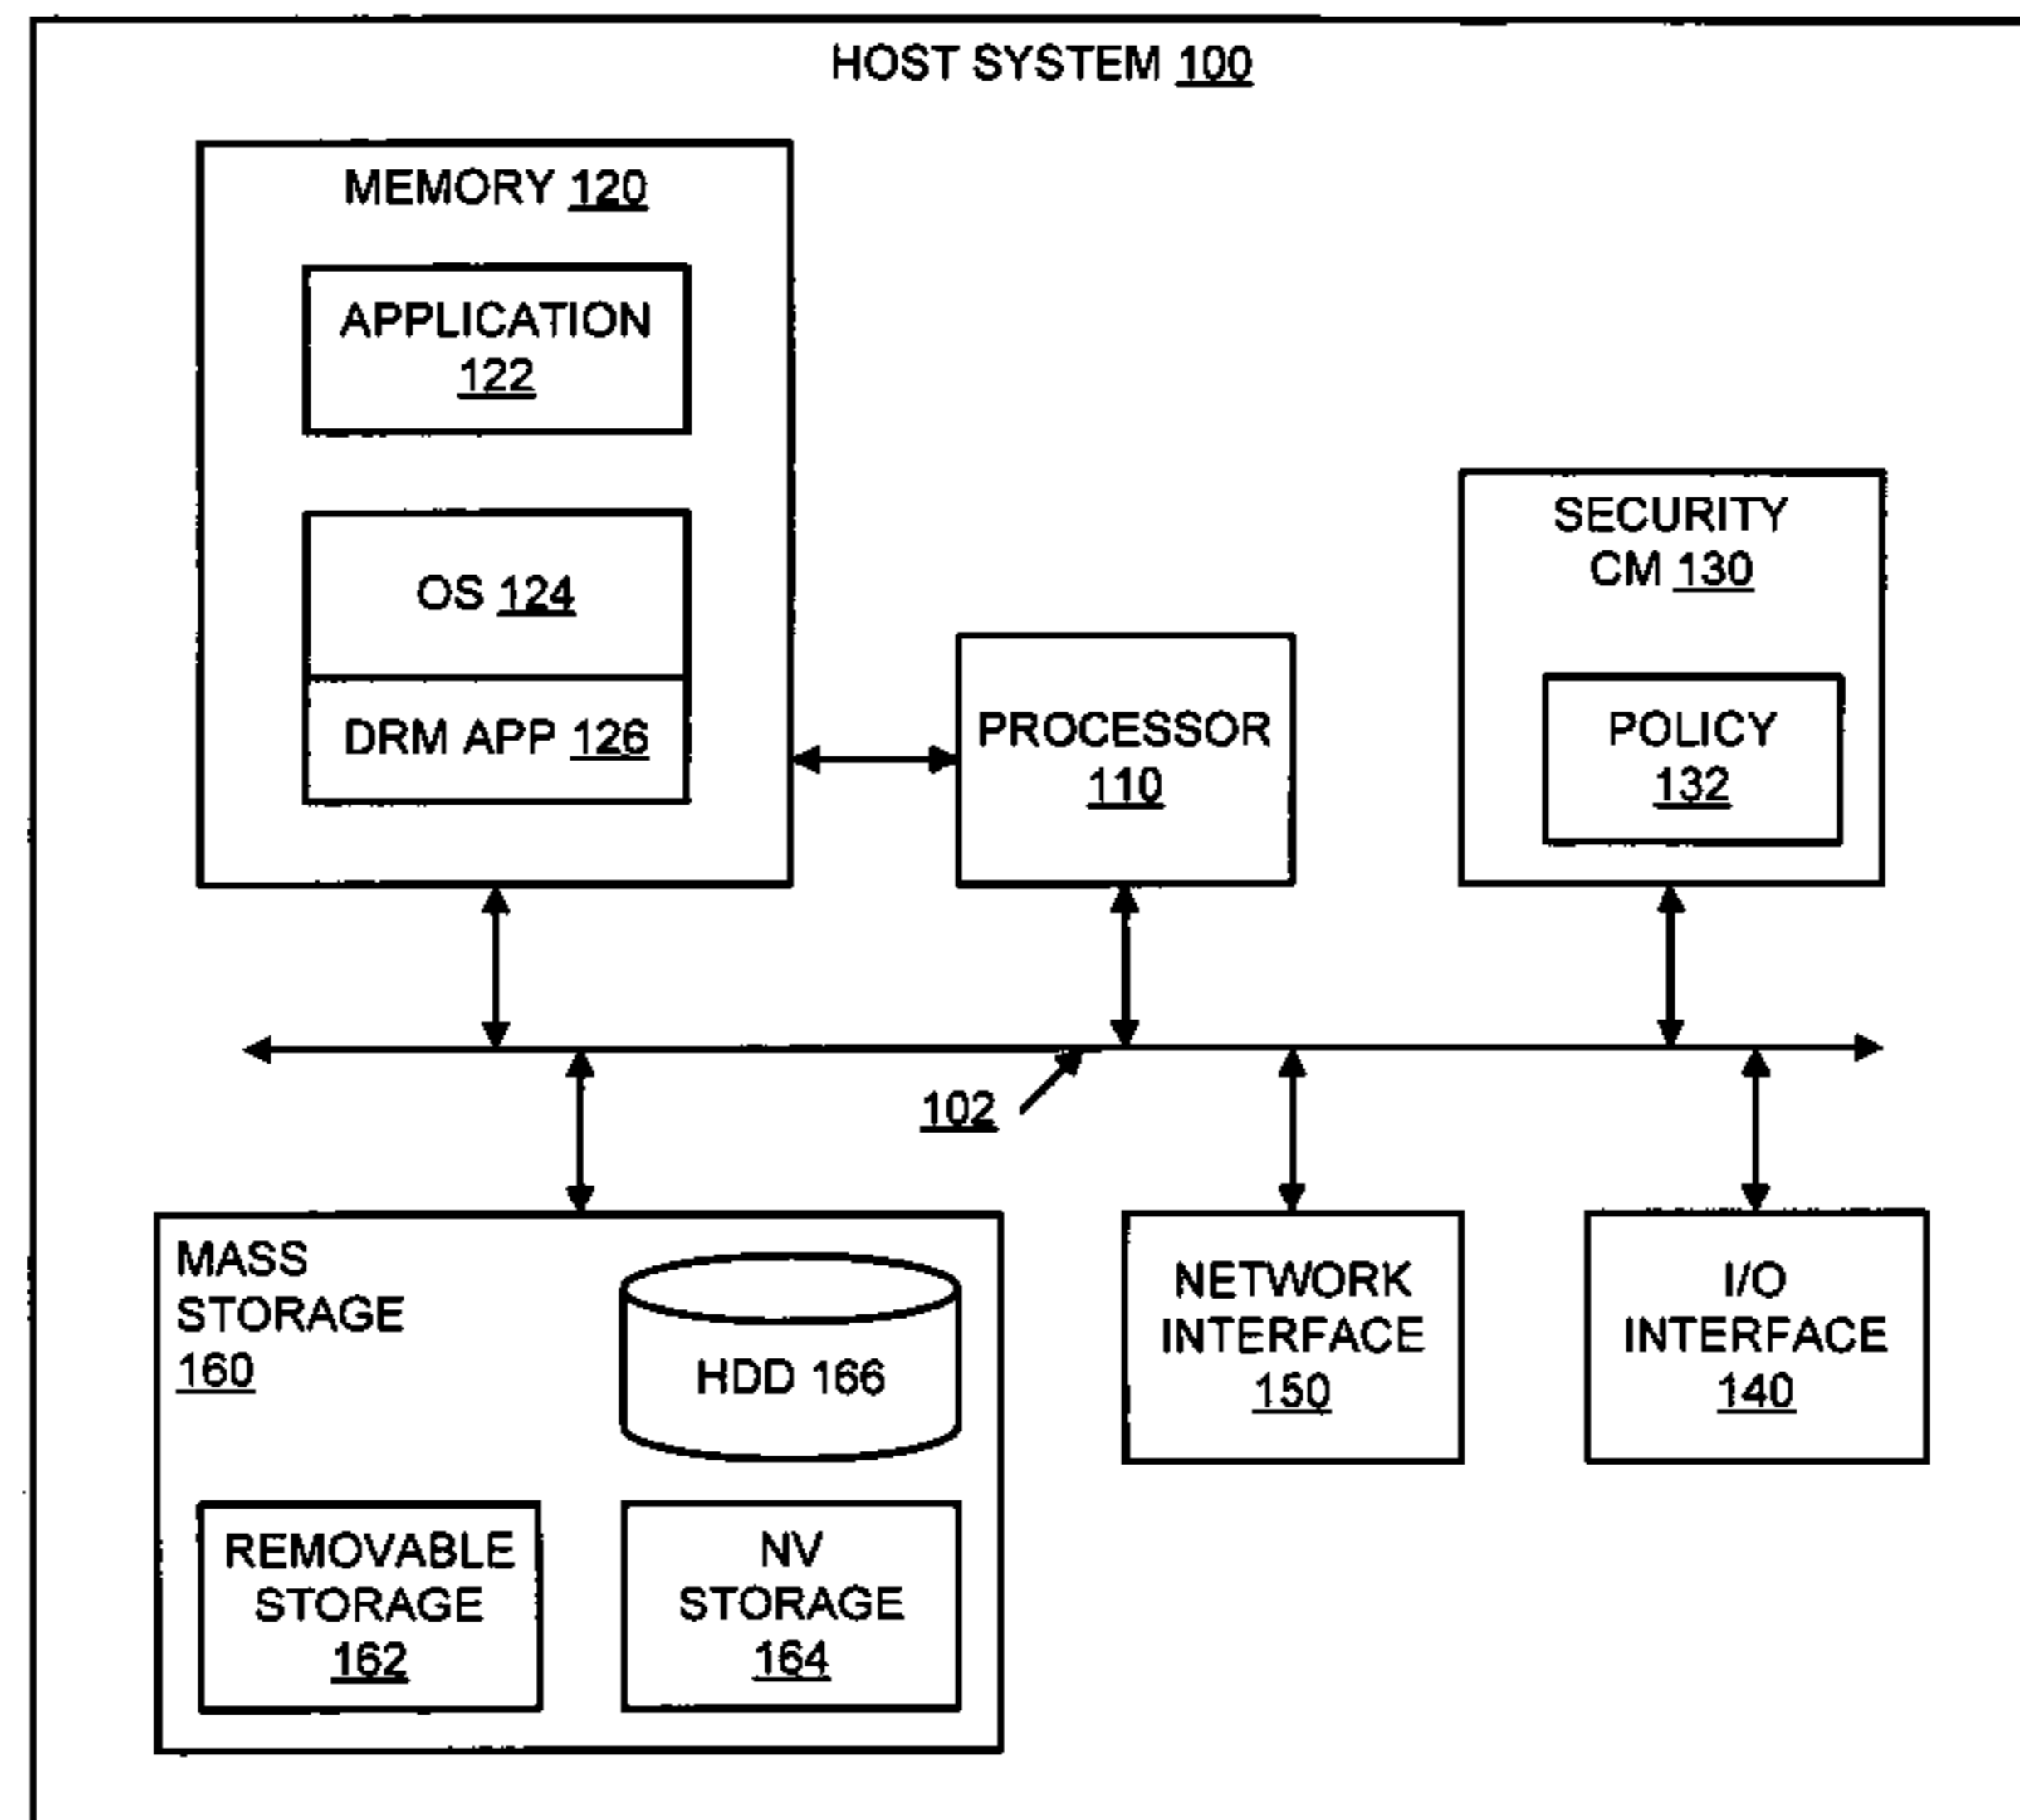 HOST SYSTEM 100
MEMORY 120
APPLICATION
122
OS 124
DRM APP 126
PROCESSOR
110
SECURITY
CM 130
POLICY
132
102
MASS
STORAGE
160
HDD 166
REMOVABLE
STORAGE
162
NV
STORAGE
164
NETWORK
INTERFACE
150
I/O
INTERFACE
140